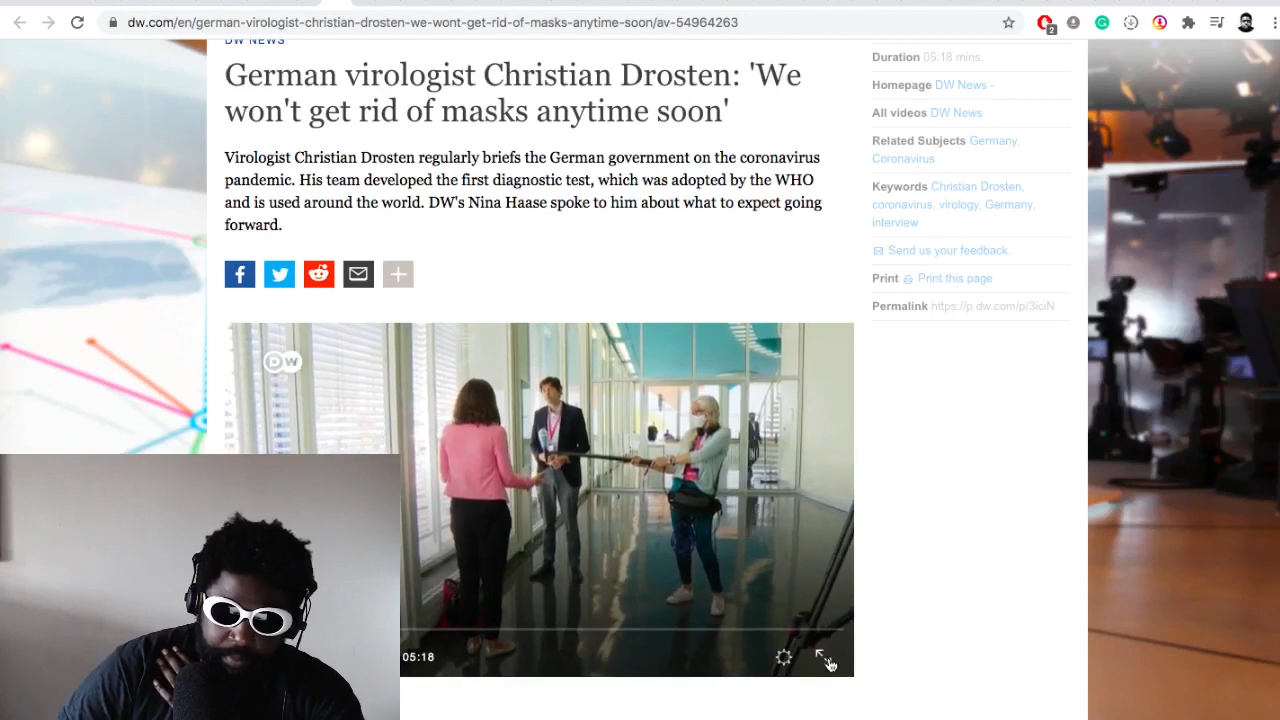 dw.com/en/german-virologist-christian-drosten-we-wont-get-rid-of-masks-anytime-soon/av-54964263
2
DW NEWS
German virologist Christian Drosten: 'We
won't get rid of masks anytime soon'
Virologist Christian Drosten regularly briefs the German government on the coronavirus
pandemic. His team developed the first diagnostic test, which was adopted by the WHO
and is used around the world. DW's Nina Haase spoke to him about what to expect going
forward.
DW
05:18
Duration 05:18 mins.
Homepage DW News -
All videos DW News
Related Subjects Germany,
Coronavirus
Keywords Christian Drosten,
coronavirus, virology, Germany,
interview
Send us your feedback.
Print Print this page
Permalink https://p.dw.com/p/3iciN